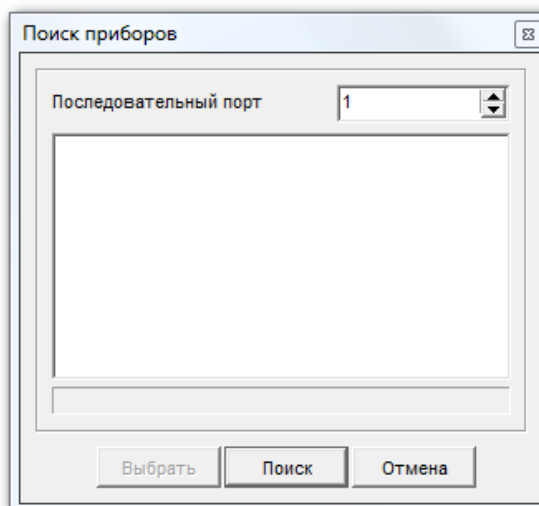 Поиск приборов
Последовательный порт 1
Выбрать Поиск Отмена